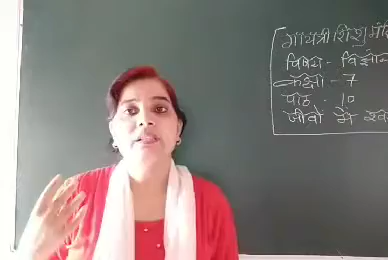 गायत्री शिशु
विषय - विज्ञान
कक्षा - 7
पाठ - 10
जीवों में